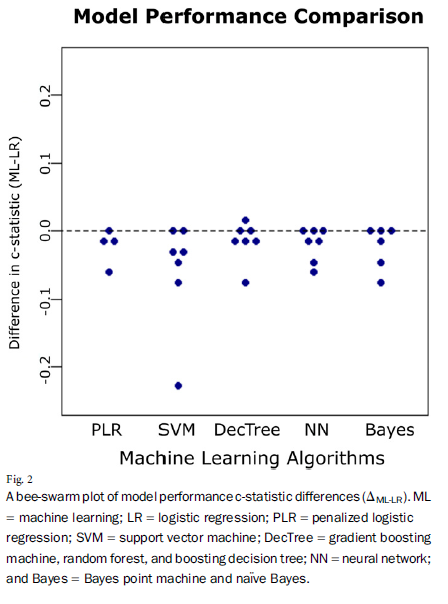 Model Performance Comparison
Difference in c-statistic (ML-LR)
0.2
0.1
0.0
-0.1
-0.2
PLR SVM DecTree NN Bayes
Machine Learning Algorithms
Fig. 2
A bee-swarm plot of model performance c-statistic differences (ΔML-LR). ML
= machine learning; LR = logistic regression; PLR = penalized logistic
regression; SVM = support vector machine; DecTree = gradient boosting
machine, random forest, and boosting decision tree; NN = neural network;
and Bayes = Bayes point machine and naïve Bayes.